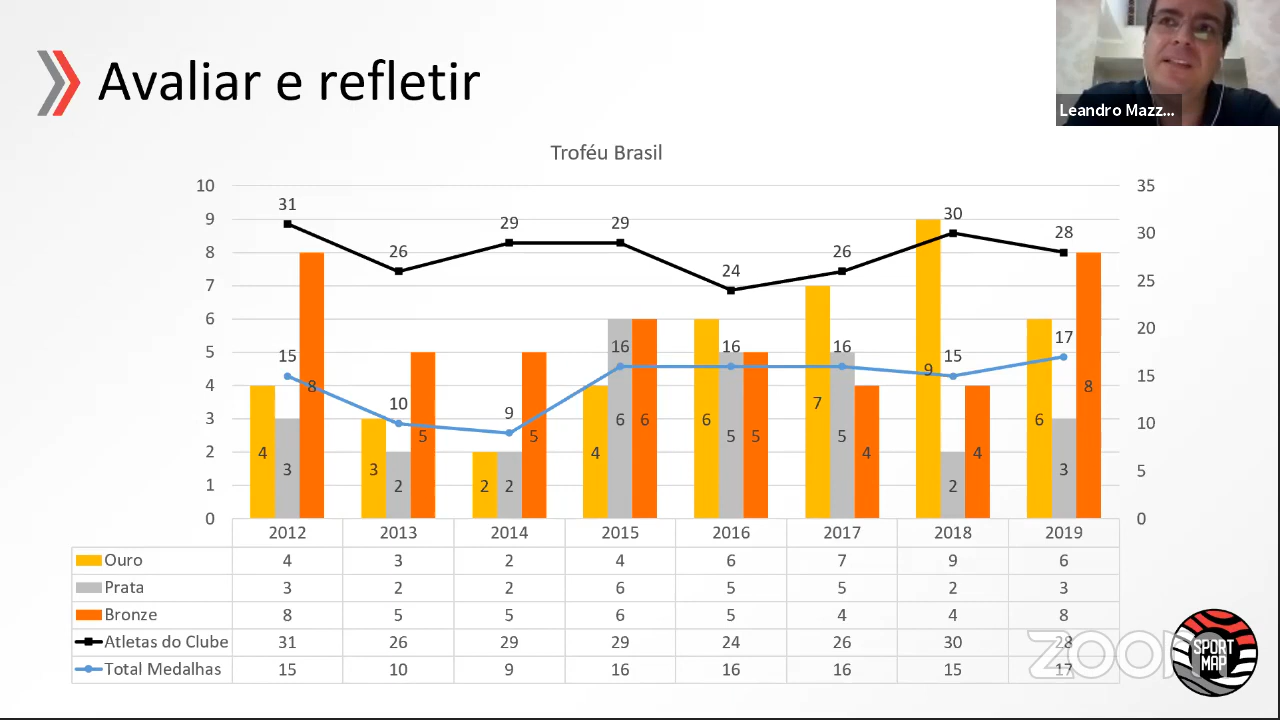 Avaliar e refletir
Leandro Mazz...
Troféu Brasil
10 9 8 7 6 5 4 3 2 1 0
35 30 25 20 15 10 5 0
31 26 29 29 24 26 30 28
15 10 9 16 16 16 15 17
4 3 8
3 2 5
2 2 5
4 6 6
6 5 5
7 5 4
9 2 4
6 3 8
2012 2013 2014 2015 2016 2017 2018 2019
Ouro 4 3 2 4 6 7 9 6
Prata 3 2 2 6 5 5 2 3
Bronze 8 5 5 6 5 4 4 8
Atletas do Clube 31 26 29 29 24 26 30 28
Total Medalhas 15 10 9 16 16 16 15 17
zoom
SPORT
MAP